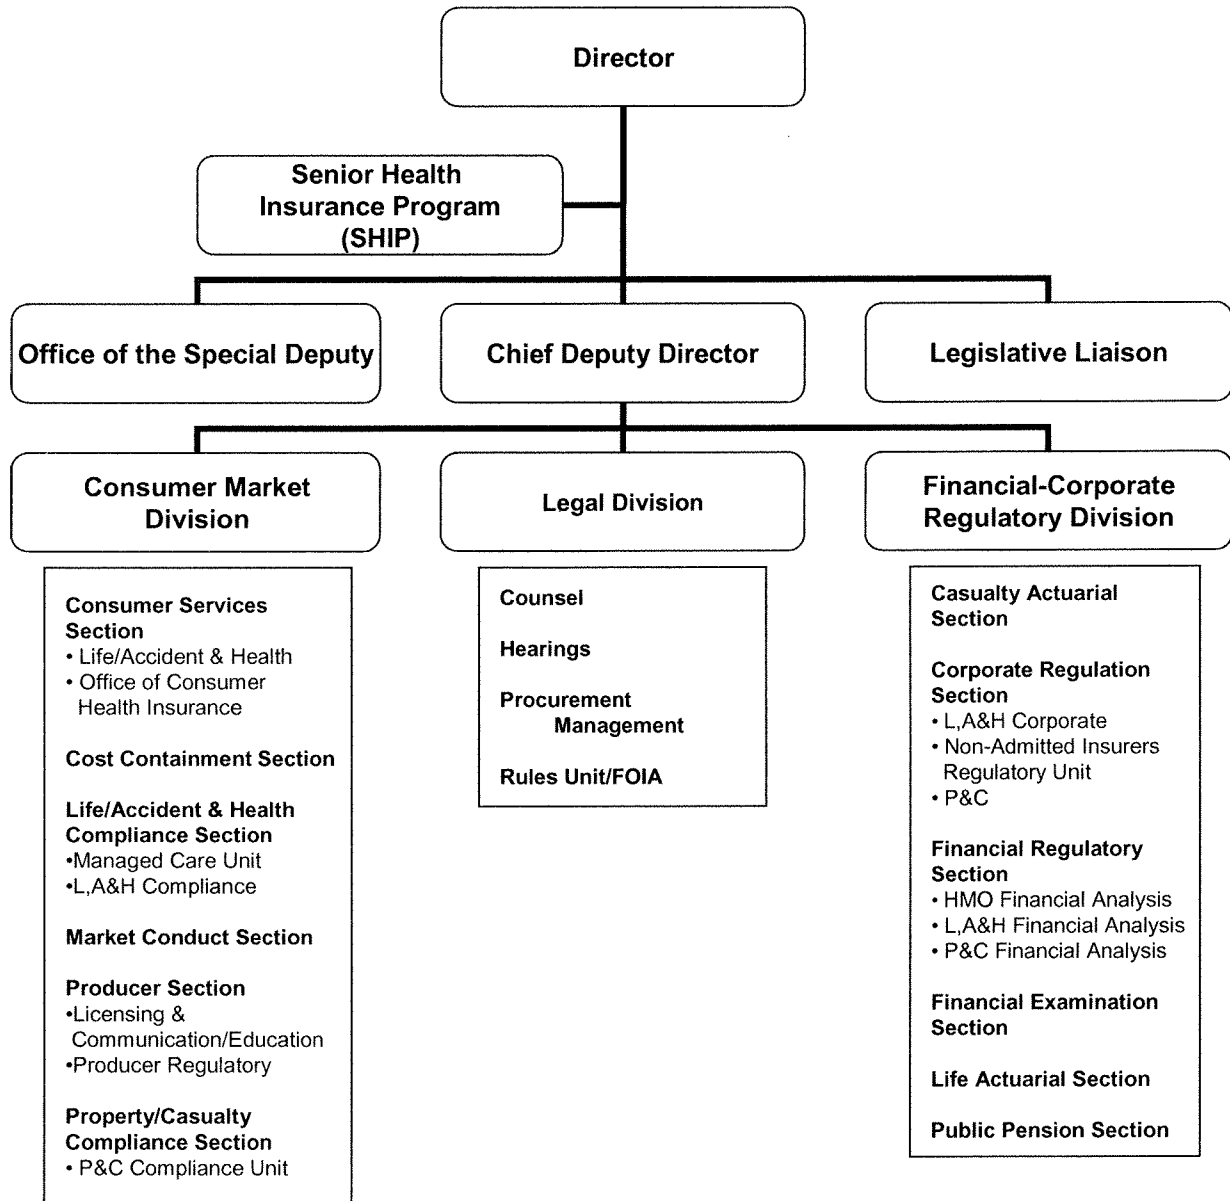 Director
Senior Health
Insurance Program
(SHIP)
Office of the Special Deputy
Chief Deputy Director
Legislative Liaison
Consumer Market
Division
Legal Division
Financial-Corporate
Regulatory Division
Consumer Services
Section
• Life/Accident & Health
• Office of Consumer
Health Insurance
Cost Containment Section
Life/Accident & Health
Compliance Section
•Managed Care Unit
•L,A&H Compliance
Market Conduct Section
Producer Section
•Licensing &
Communication/Education
•Producer Regulatory
Property/Casualty
Compliance Section
• P&C Compliance Unit
Counsel
Hearings
Procurement
Management
Rules Unit/FOIA
Casualty Actuarial
Section
Corporate Regulation
Section
• L,A&H Corporate
• Non-Admitted Insurers
Regulatory Unit
• P&C
Financial Regulatory
Section
• HMO Financial Analysis
• L,A&H Financial Analysis
• P&C Financial Analysis
Financial Examination
Section
Life Actuarial Section
Public Pension Section